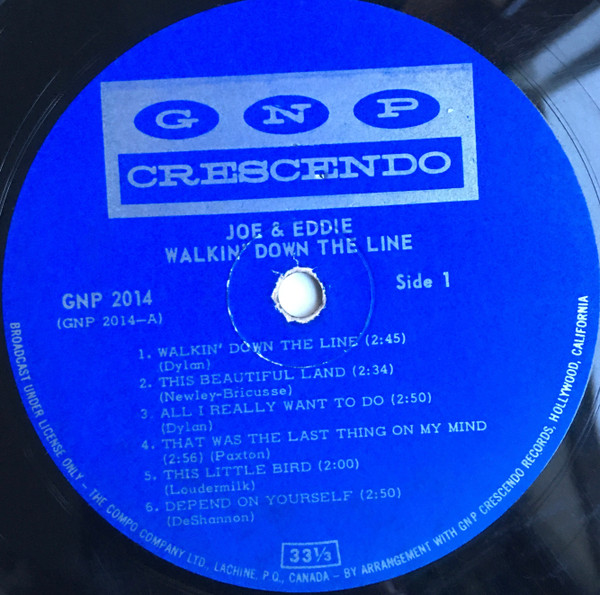 G N P
CRESCENDO
JOE & EDDIE
WALKIN' DOWN THE LINE
GNP 2014
(GNP 2014—A)
Side 1
1. WALKIN' DOWN THE LINE (2:45)
(Dylan)
2. THIS BEAUTIFUL LAND (2:34)
(Newley-Bricusse)
3. ALL I REALLY WANT TO DO (2:50)
(Dylan)
4. THAT WAS THE LAST THING ON MY MIND
(2:56) (Paxton)
5. THIS LITTLE BIRD (2:00)
(Loudermilk)
6. DEPEND ON YOURSELF (2:50)
(DeShannon)
33⅓
BROADCAST UNDER LICENSE ONLY - THE COMPO COMPANY LTD., LACHINE, P.Q., CANADA - BY ARRANGEMENT WITH GNP CRESCENDO RECORDS, HOLLYWOOD, CALIFORNIA